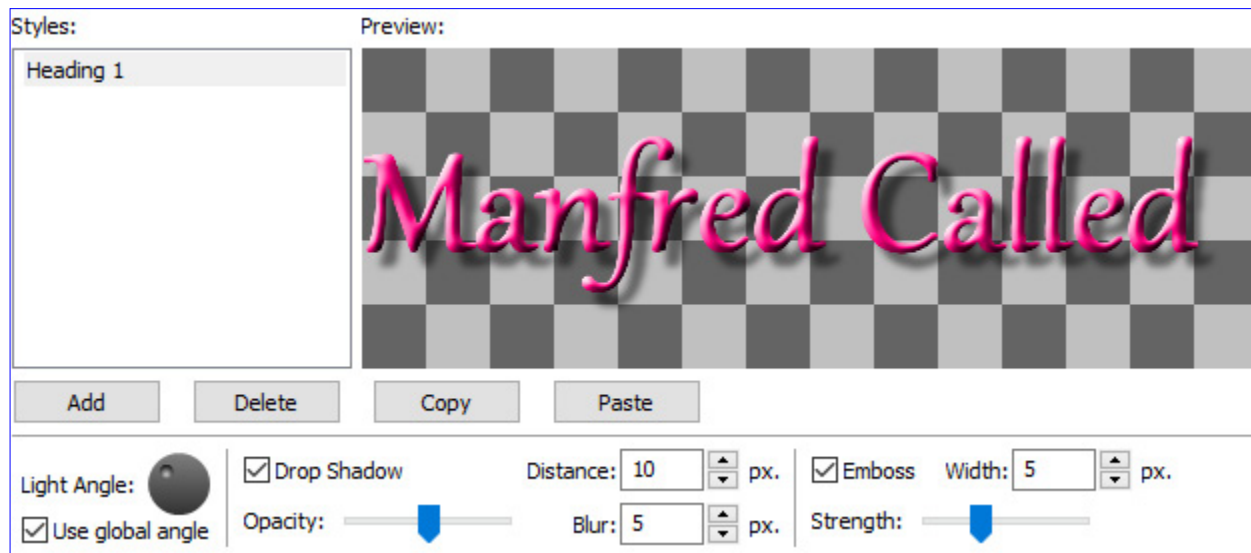 Styles:
Preview:
Heading 1
Manfred Called
Add Delete Copy Paste
Light Angle:
Use global angle
Drop Shadow
Opacity:
Distance: 10 px.
Blur: 5 px.
Emboss Width: 5 px.
Strength: